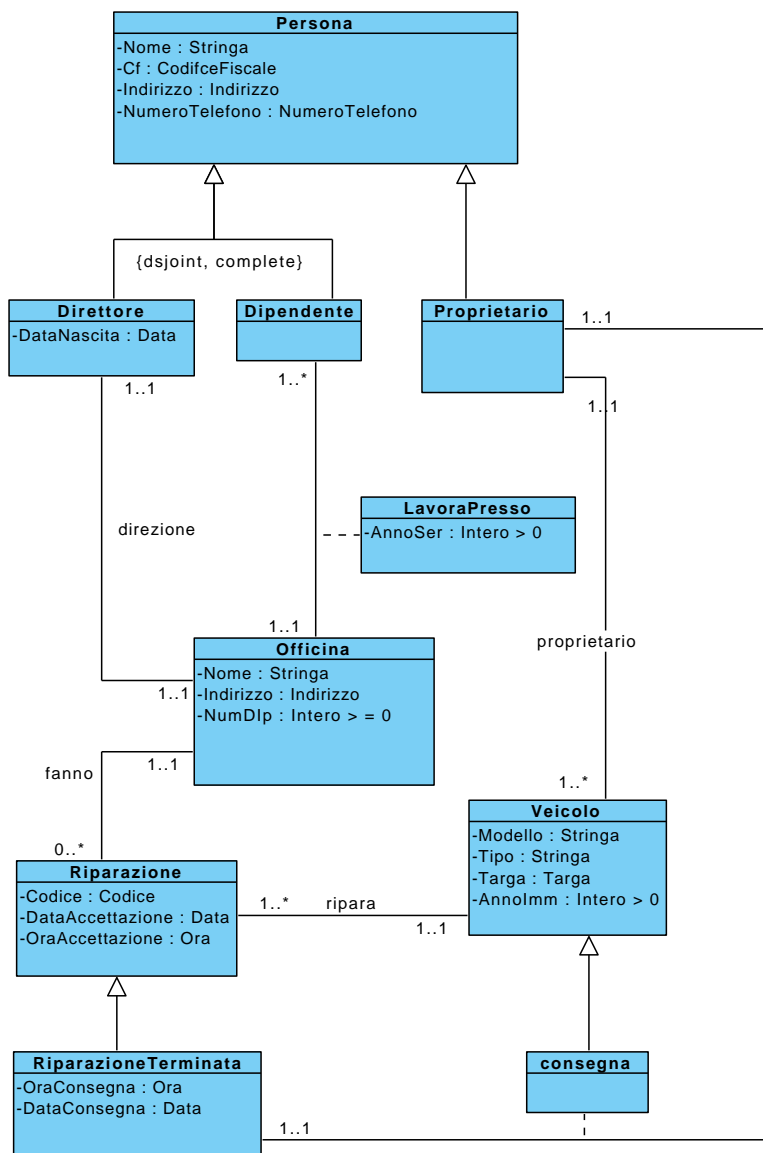 Persona
-Nome : Stringa
-Cf : CodifceFiscale
-Indirizzo : Indirizzo
-NumeroTelefono : NumeroTelefono
{dsjoint, complete}
Direttore
-DataNascita : Data
Dipendente
Proprietario
1..1
1..1
1..*
1..1
LavoraPresso
-AnnoSer : Intero > 0
direzione
1..1
proprietario
Officina
-Nome : Stringa
-Indirizzo : Indirizzo
-NumDIp : Intero > = 0
1..1
1..1
fanno
1..*
0..*
Veicolo
-Modello : Stringa
-Tipo : Stringa
-Targa : Targa
-AnnoImm : Intero > 0
Riparazione
-Codice : Codice
-DataAccettazione : Data
-OraAccettazione : Ora
1..*
ripara
1..1
RiparazioneTerminata
-OraConsegna : Ora
-DataConsegna : Data
consegna
1..1